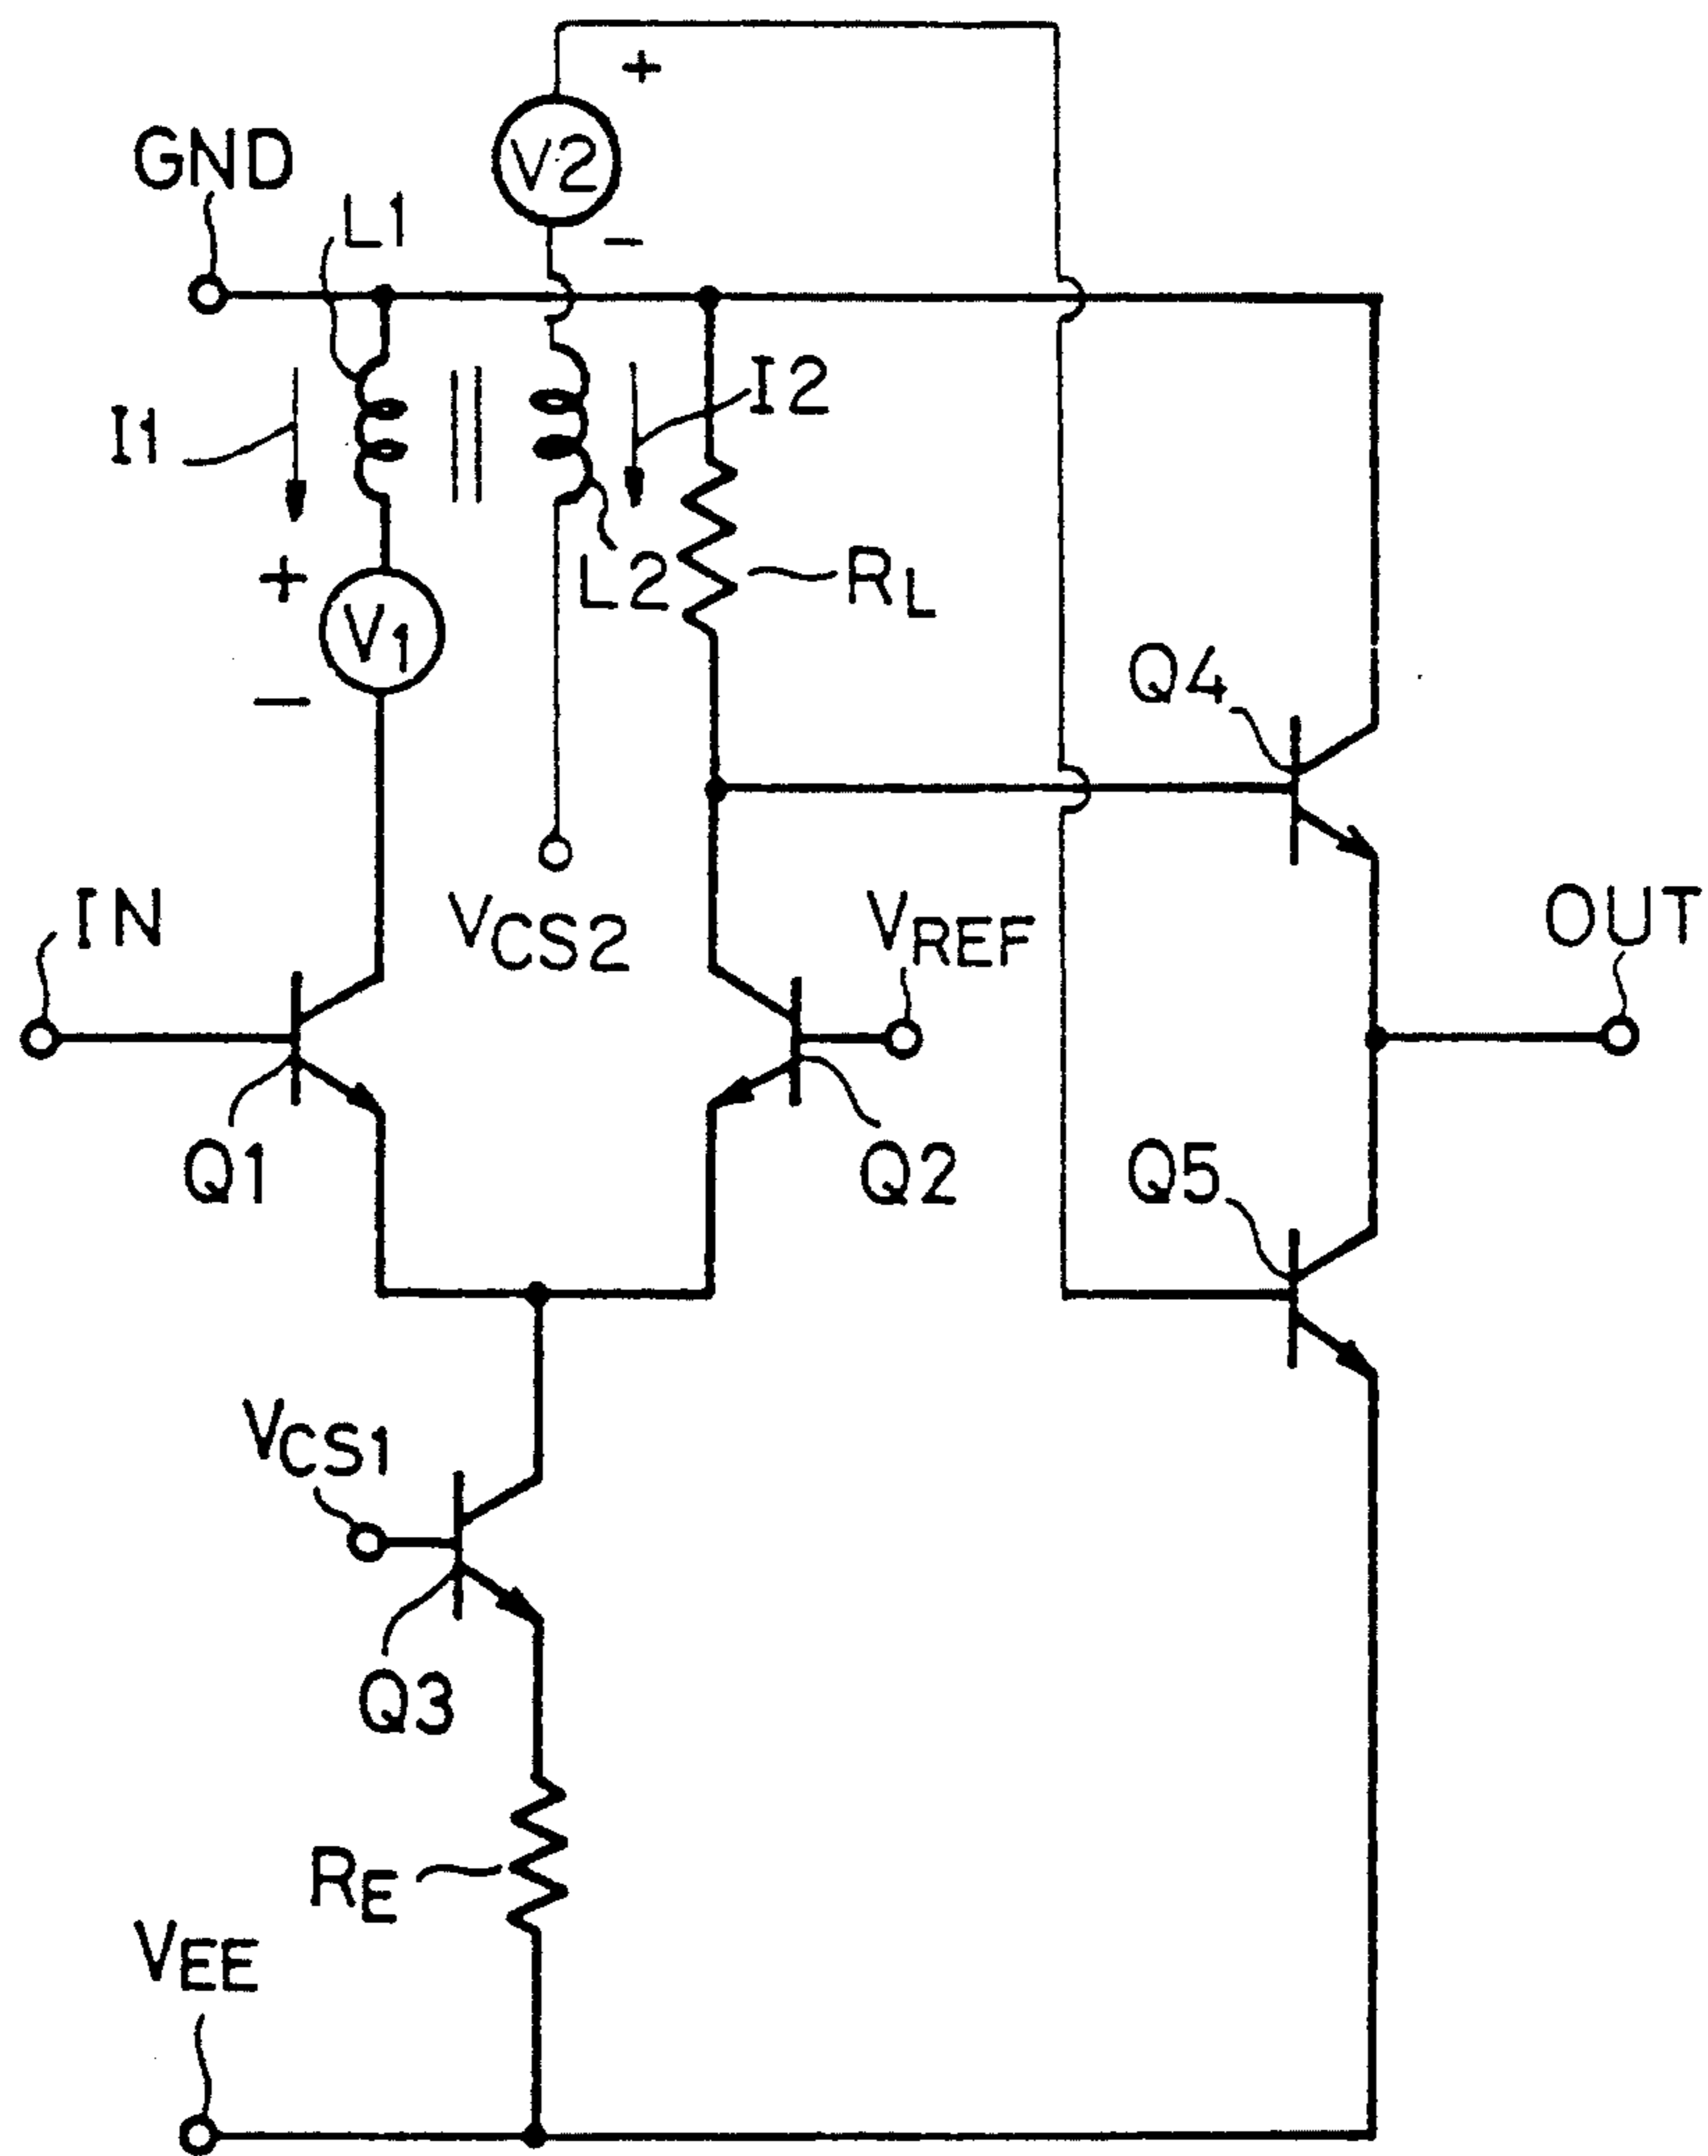 +
GND
V2
L1
−
I1
I2
+
L2
RL
V1
Q4
−
IN
VCS2
VREF
OUT
Q1
Q2
Q5
VCS1
Q3
RE
VEE